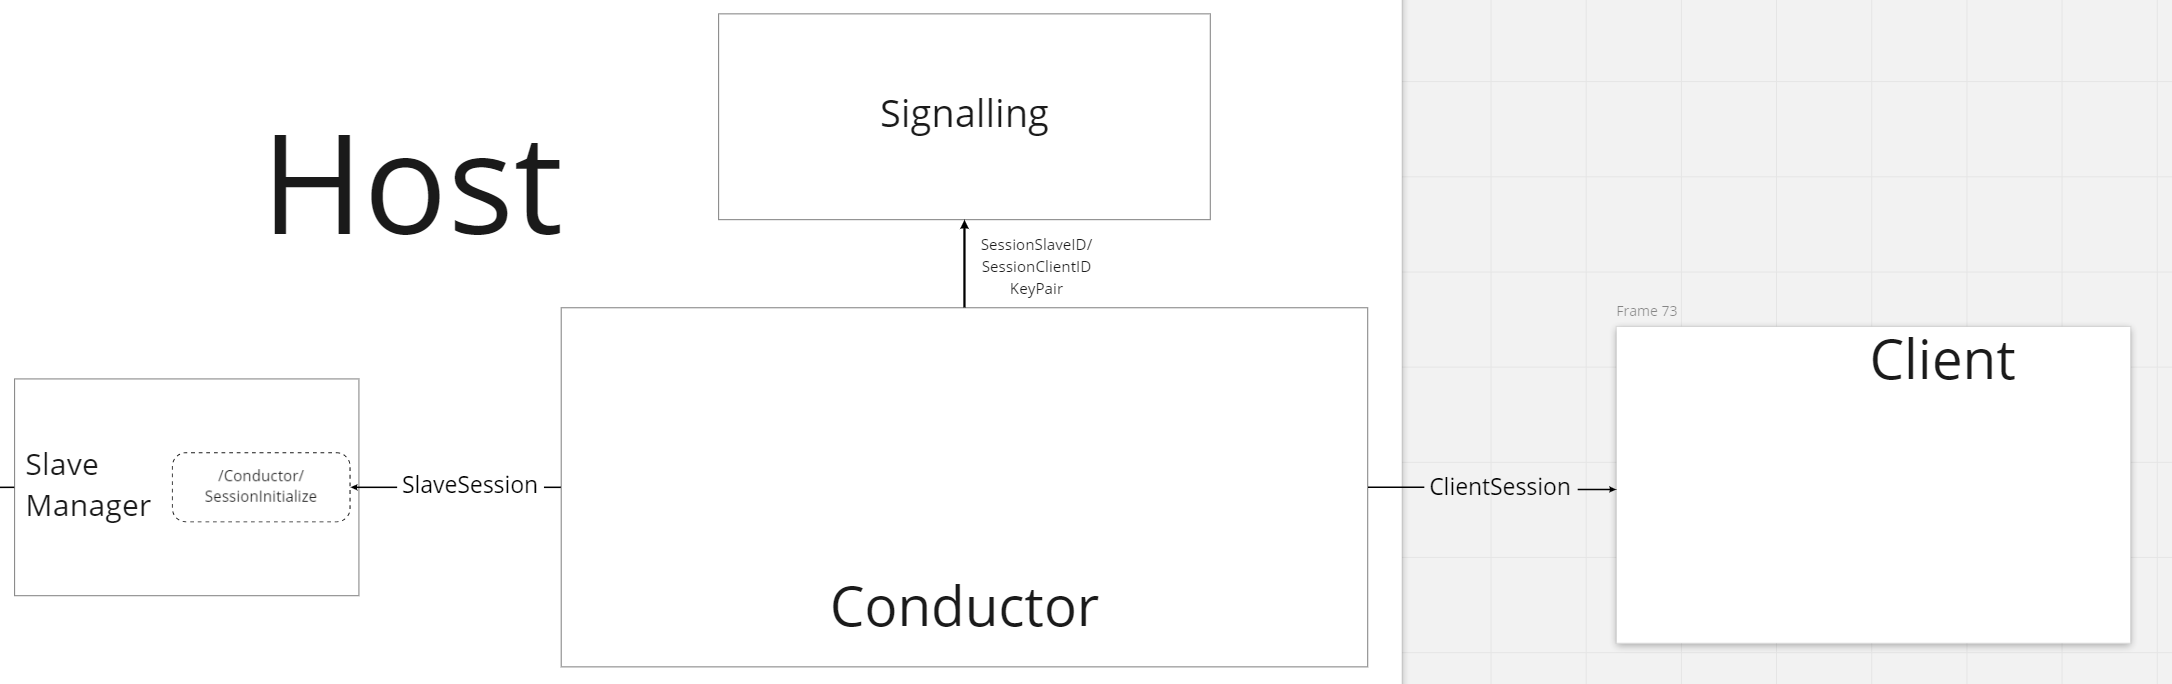 Host
Signalling
SessionSlaveID/
SessionClientID
KeyPair
Frame 73
Client
Slave
Manager
/Conductor/
SessionInitialize
SlaveSession
ClientSession
Conductor